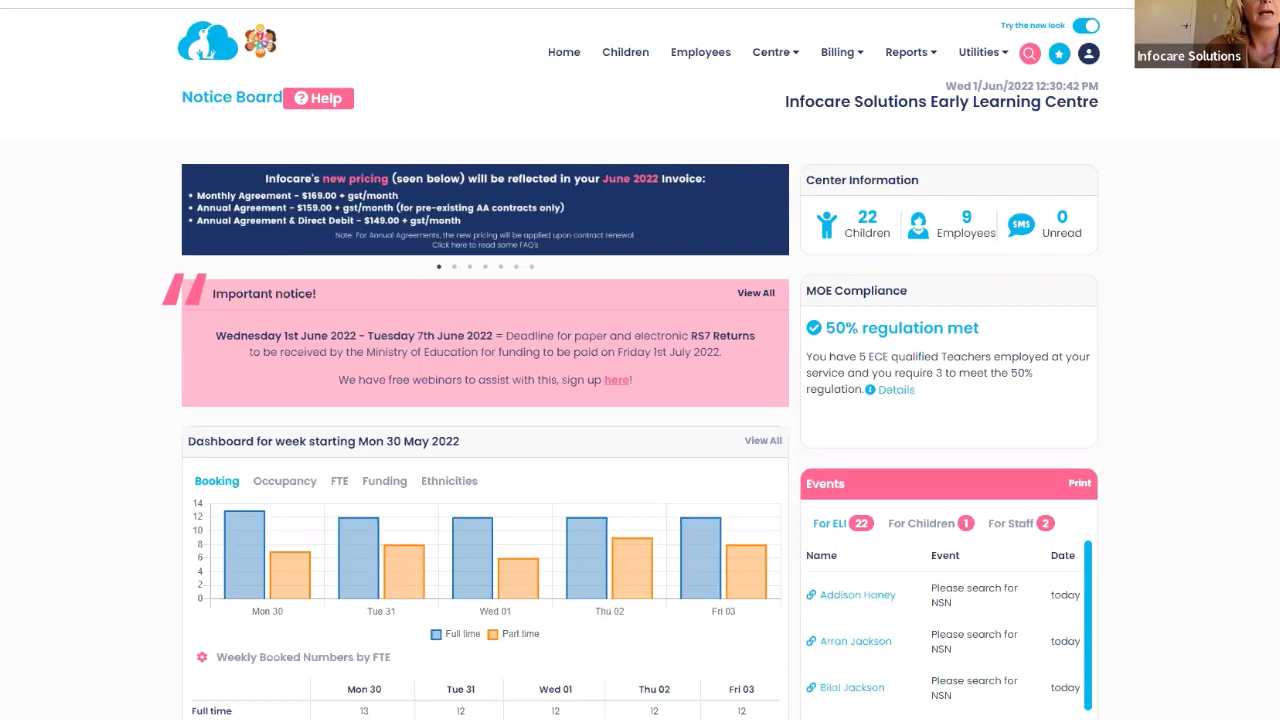 Try the new look
Home Children Employees Centre Billing Reports Utilities
Infocare Solutions
Notice Board Help
Wed 1/Jun/2022 12:30:42 PM
Infocare Solutions Early Learning Centre
Infocare's new pricing (seen below) will be reflected in your June 2022 Invoice:
• Monthly Agreement - $169.00 + gst/month
• Annual Agreement - $159.00 + gst/month (for pre-existing AA contracts only)
• Annual Agreement & Direct Debit - $149.00 + gst/month
Note: For Annual Agreements, the new pricing will be applied upon contract renewal.
Click here to read some FAQ's
Important notice! View All
Wednesday 1st June 2022 - Tuesday 7th June 2022 = Deadline for paper and electronic RS7 Returns
to be received by the Ministry of Education for funding to be paid on Friday 1st July 2022.
We have free webinars to assist with this, sign up here!
Center Information
22 Children
9 Employees
SMS 0 Unread
MOE Compliance
50% regulation met
You have 5 ECE qualified Teachers employed at your
service and you require 3 to meet the 50%
regulation. Details
Dashboard for week starting Mon 30 May 2022 View All
Booking Occupancy FTE Funding Ethnicities
14
12
10
8
6
4
2
0
Mon 30 Tue 31 Wed 01 Thu 02 Fri 03
Full time Part time
Weekly Booked Numbers by FTE
Mon 30 Tue 31 Wed 01 Thu 02 Fri 03
Full time 13 12 12 12 12
Events Print
For ELI 22 For Children 1 For Staff 2
Name Event Date
Addison Haney Please search for NSN today
Arran Jackson Please search for NSN today
Bilal Jackson Please search for NSN today